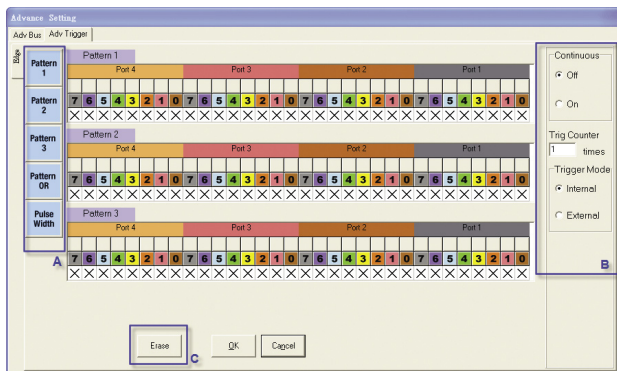 Advance Setting
Adv Bus Adv Trigger
Edge
Pattern 1
Pattern 2
Pattern 3
Pattern OR
Pulse Width
A
Pattern 1
Port 4 Port 3 Port 2 Port 1
7 6 5 4 3 2 1 0 7 6 5 4 3 2 1 0 7 6 5 4 3 2 1 0 7 6 5 4 3 2 1 0
X X X X X X X X X X X X X X X X X X X X X X X X X X X X X X X X
Pattern 2
Port 4 Port 3 Port 2 Port 1
7 6 5 4 3 2 1 0 7 6 5 4 3 2 1 0 7 6 5 4 3 2 1 0 7 6 5 4 3 2 1 0
X X X X X X X X X X X X X X X X X X X X X X X X X X X X X X X X
Pattern 3
Port 4 Port 3 Port 2 Port 1
7 6 5 4 3 2 1 0 7 6 5 4 3 2 1 0 7 6 5 4 3 2 1 0 7 6 5 4 3 2 1 0
X X X X X X X X X X X X X X X X X X X X X X X X X X X X X X X X
Continuous
Off
On
Trig Counter
1 times
Trigger Mode
Internal
External
B
Erase
C
OK
Cancel